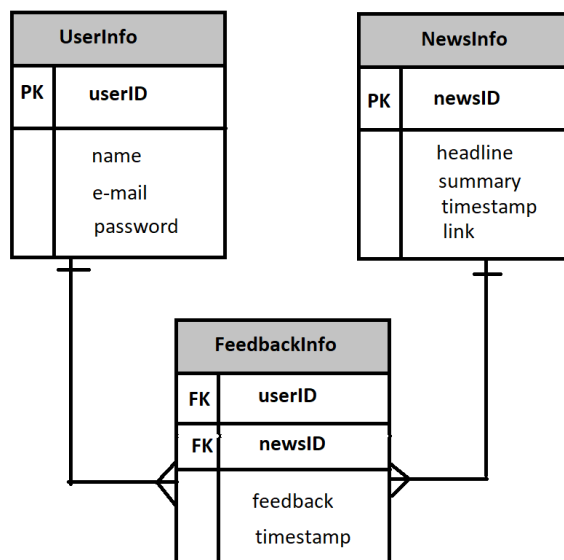 UserInfo
PK userID
name
e-mail
password
NewsInfo
PK newsID
headline
summary
timestamp
link
FeedbackInfo
FK userID
FK newsID
feedback
timestamp